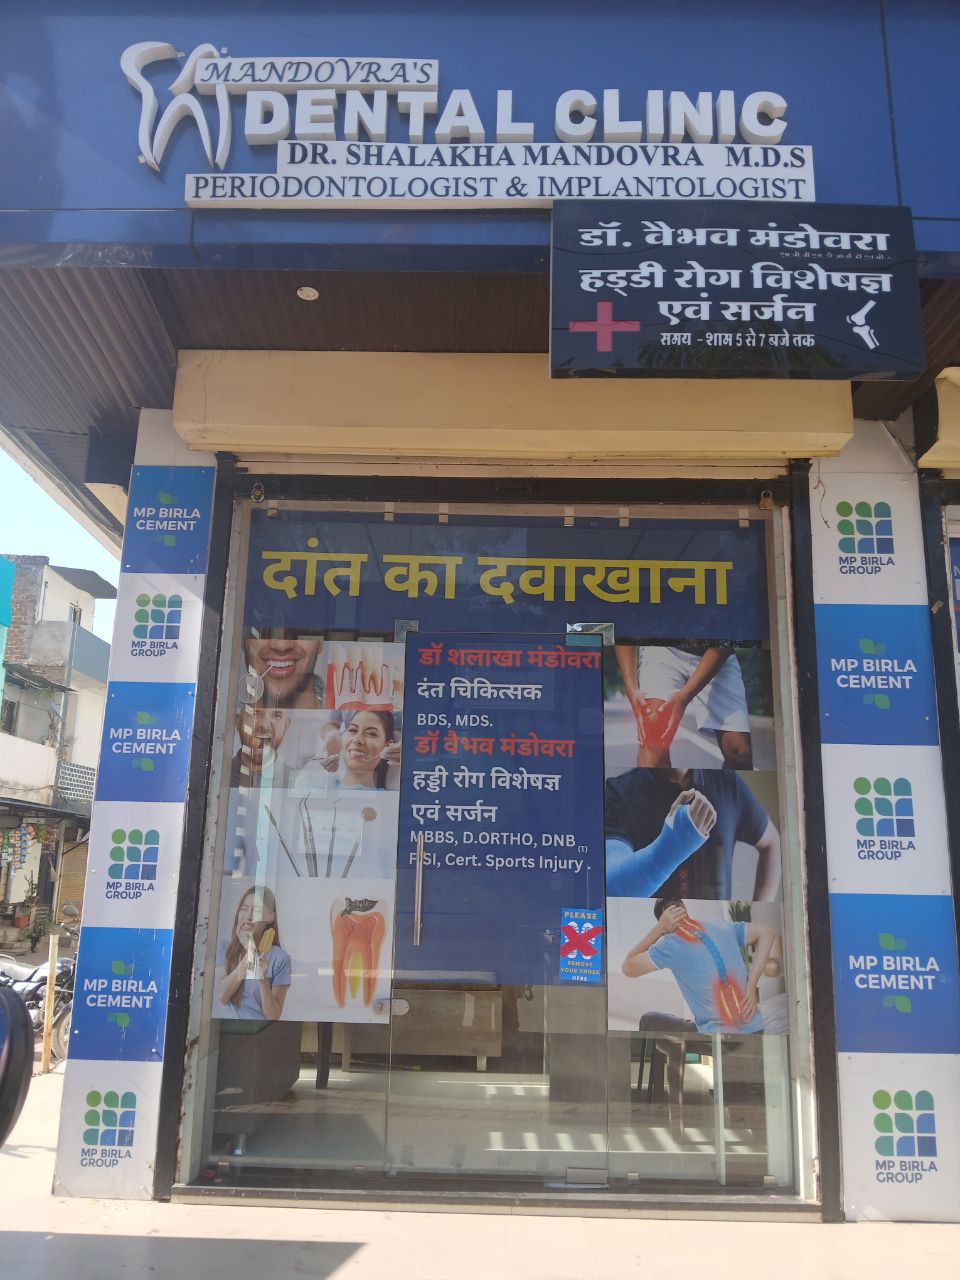 MANDOVRA'S
DENTAL CLINIC
DR. SHALAKHA MANDOVRA M.D.S
PERIODONTOLOGIST & IMPLANTOLOGIST
डॉ. वैभव मंडोवरा
हड्डी रोग विशेषज्ञ
एवं सर्जन
समय - शाम 5 से 7 बजे तक
दांत का दवाखाना
डॉ शलाखा मंडोवरा
दंत चिकित्सक
BDS, MDS.
डॉ वैभव मंडोवरा
हड्डी रोग विशेषज्ञ
एवं सर्जन
MBBS, D.ORTHO, DNB (T)
Cert. Sports Injury .
PLEASE
REMOVE
YOUR SHOES
HERE
MP BIRLA
CEMENT
MP BIRLA
GROUP
MP BIRLA
CEMENT
MP BIRLA
GROUP
MP BIRLA
CEMENT
MP BIRLA
GROUP
MP BIRLA
GROUP
MP BIRLA
CEMENT
MP BIRLA
GROUP
MP BIRLA
CEMENT
MP BIRLA
GROUP